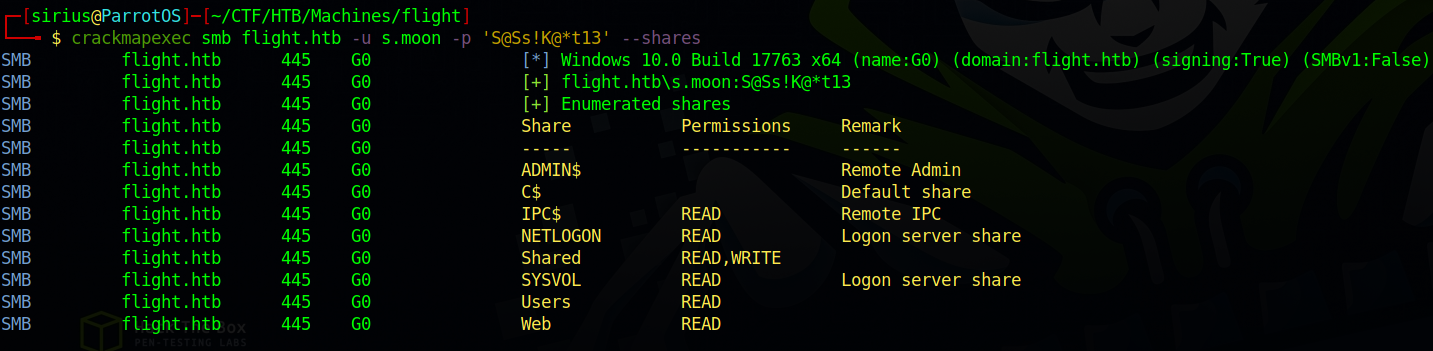 ┌─[sirius@ParrotOS]─[~/CTF/HTB/Machines/flight]
└──╼ $ crackmapexec smb flight.htb -u s.moon -p 'S@Ss!K@*t13' --shares
SMB flight.htb 445 G0 [*] Windows 10.0 Build 17763 x64 (name:G0) (domain:flight.htb) (signing:True) (SMBv1:False)
SMB flight.htb 445 G0 [+] flight.htb\s.moon:S@Ss!K@*t13
SMB flight.htb 445 G0 [+] Enumerated shares
SMB flight.htb 445 G0 Share Permissions Remark
SMB flight.htb 445 G0 ----- ----------- ------
SMB flight.htb 445 G0 ADMIN$ Remote Admin
SMB flight.htb 445 G0 C$ Default share
SMB flight.htb 445 G0 IPC$ READ Remote IPC
SMB flight.htb 445 G0 NETLOGON READ Logon server share
SMB flight.htb 445 G0 Shared READ,WRITE
SMB flight.htb 445 G0 SYSVOL READ Logon server share
SMB flight.htb 445 G0 Users READ
SMB flight.htb 445 G0 Web READ
PEN-TESTING LABS